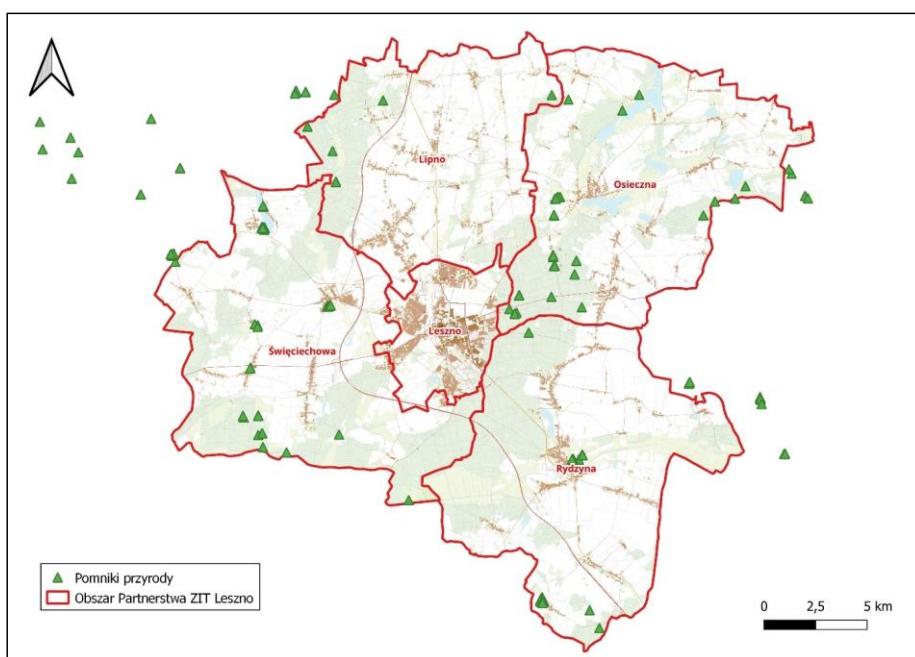 Lipno
Osieczna
Leszno
Święciechowa
Rydzyna
Pomniki przyrody
Obszar Partnerstwa ZIT Leszno
0 2,5 5 km